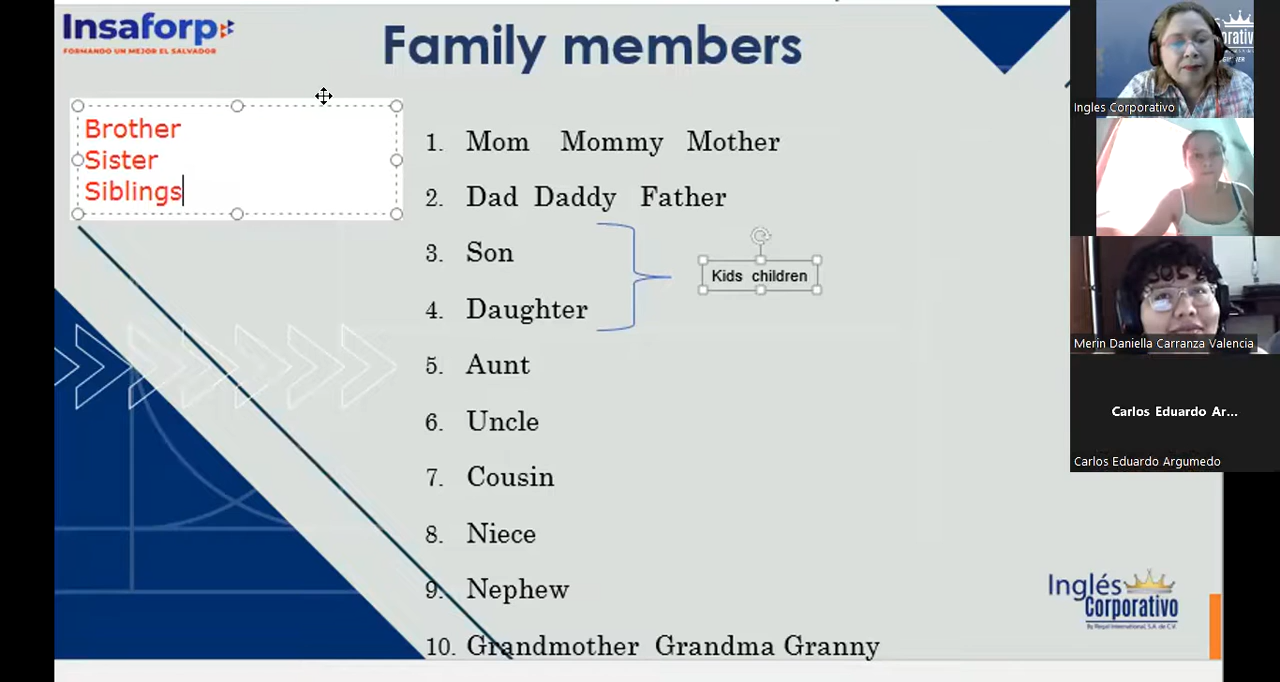 Insaforp
FORMANDO UN MEJOR EL SALVADOR
Family members
Brother
Sister
Siblings
1. Mom Mommy Mother
2. Dad Daddy Father
3. Son
4. Daughter
Kids children
5. Aunt
6. Uncle
7. Cousin
8. Niece
9. Nephew
10. Grandmother Grandma Granny
Inglés
Corporativo
Ingles Corporativo
Merin Daniella Carranza Valencia
Carlos Eduardo Ar...
Carlos Eduardo Argumedo